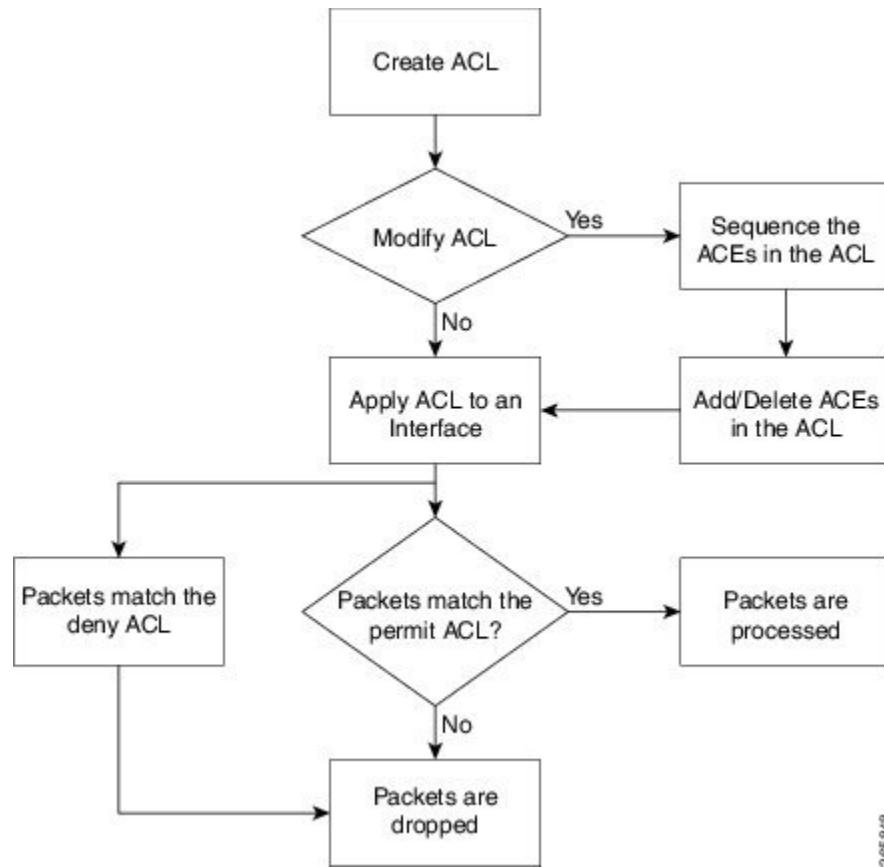 Create ACL
Modify ACL
Yes
Sequence the
ACEs in the ACL
No
Apply ACL to an
Interface
Add/Delete ACEs
in the ACL
Packets match the
deny ACL
Packets match the
permit ACL?
Yes
Packets are
processed
No
Packets are
dropped